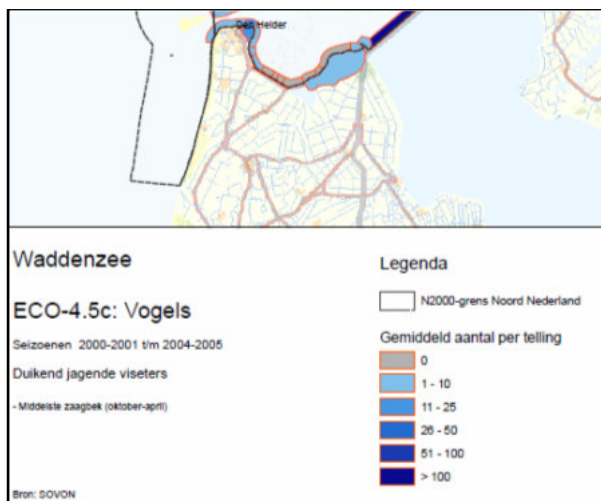 Den Helder
Waddenzee
ECO-4.5c: Vogels
Seizoenen 2000-2001 t/m 2004-2005
Duikend jagende viseters
- Middelste zaagbek (oktober-april)
Bron: SOVON
Legenda
N2000-grens Noord Nederland
Gemiddeld aantal per telling
0
1 - 10
11 - 25
26 - 50
51 - 100
> 100